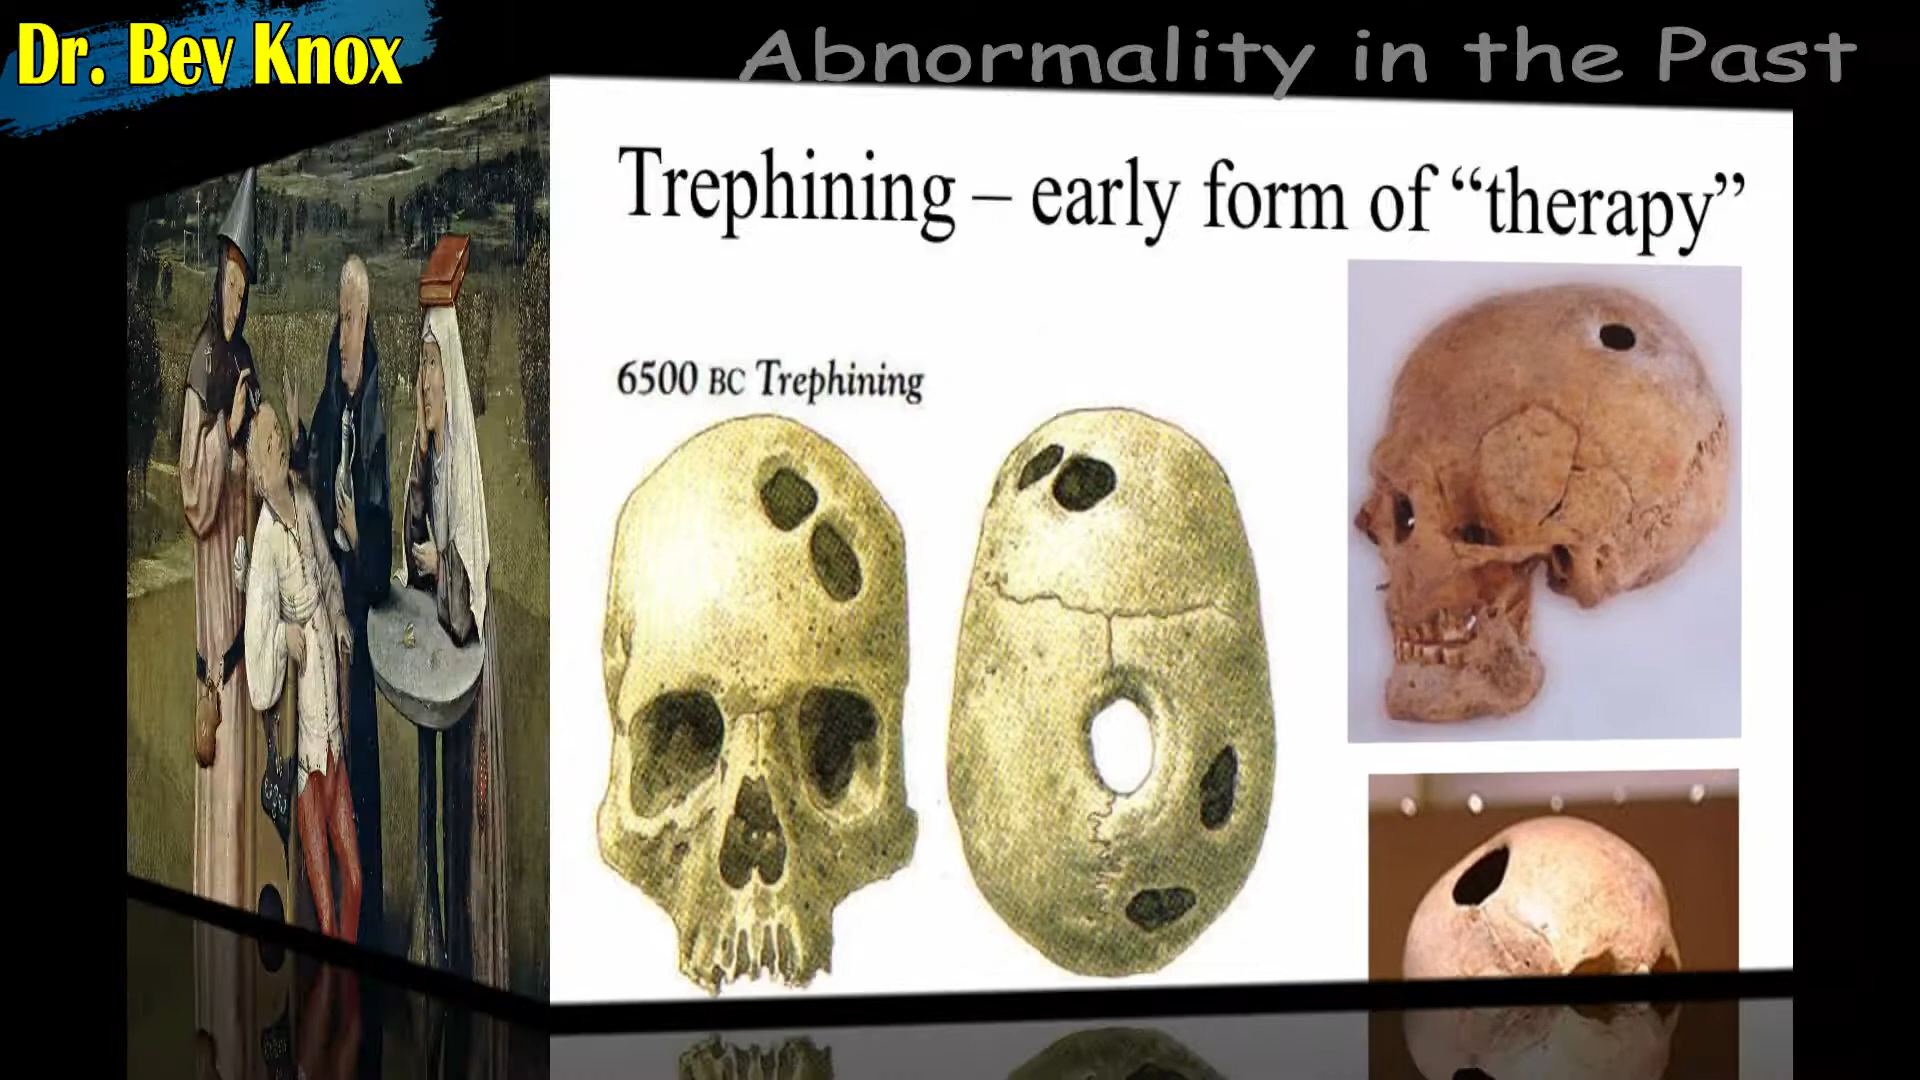 Dr. Bev Knox
Abnormality in the Past
Trephining – early form of “therapy”
6500 BC Trephining